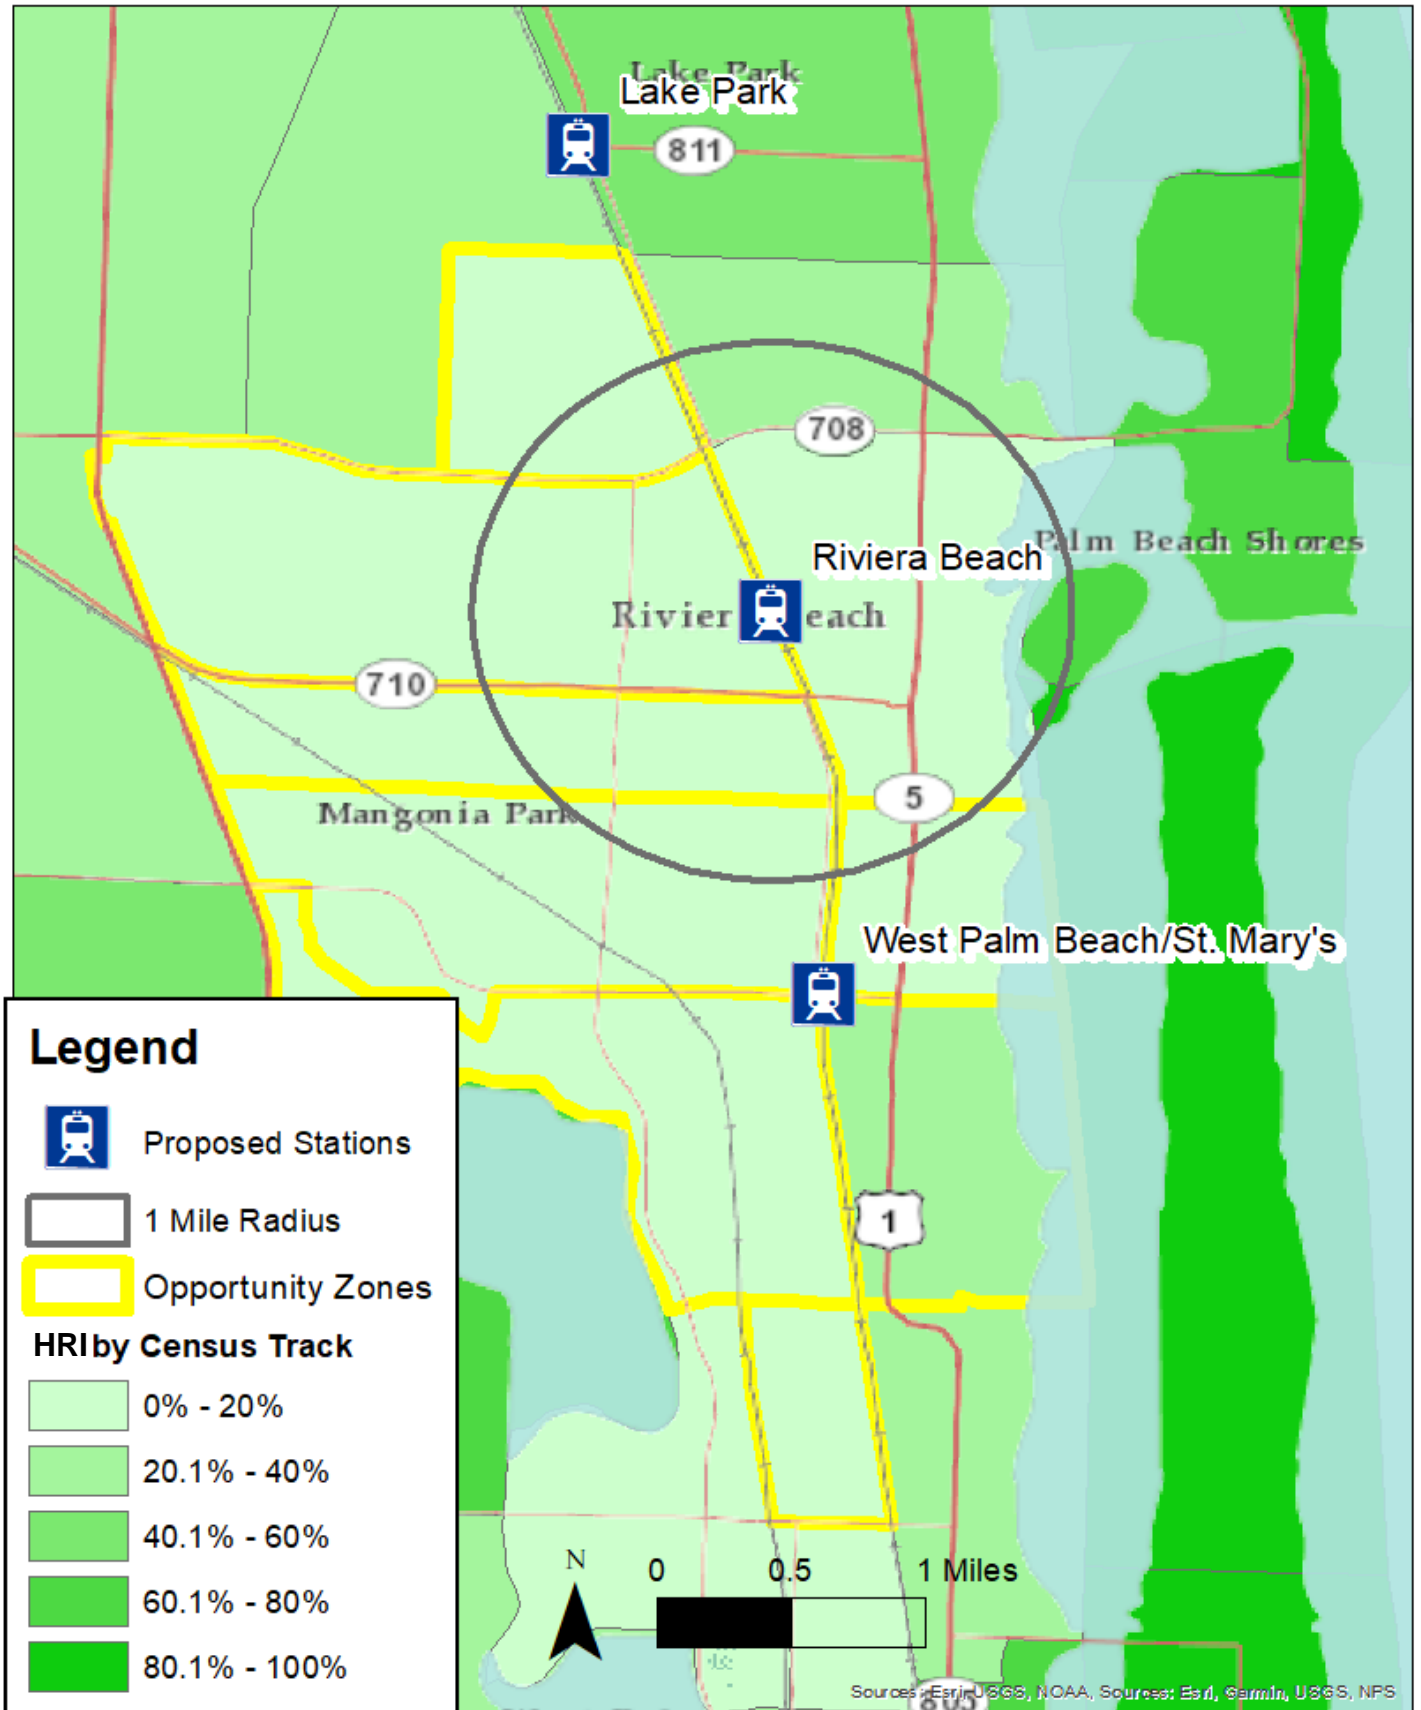 Lake Park
Lake Park
811
708
Riviera Beach
Palm Beach Shores
Rivier each
710
5
Mangonia Park
West Palm Beach/St. Mary's
Legend
Proposed Stations
1 Mile Radius
1
Opportunity Zones
HRI by Census Track
0% - 20%
20.1% - 40%
40.1% - 60%
60.1% - 80%
80.1% - 100%
N
0 0.5 1 Miles
Sources: Esri, USGS, NOAA, Sources: Esri, Garmin, USGS, NPS
805